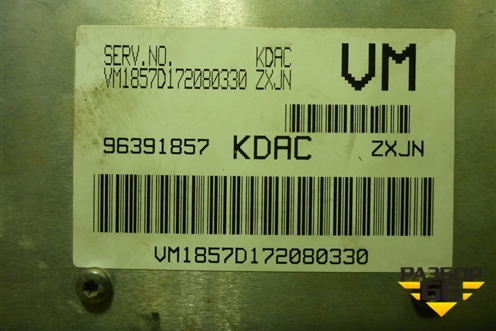 SERV.NO. KDAC
VM1857D172080330 ZXJN
VM
96391857 KDAC ZXJN
VM1857D172080330
РАЗБОР